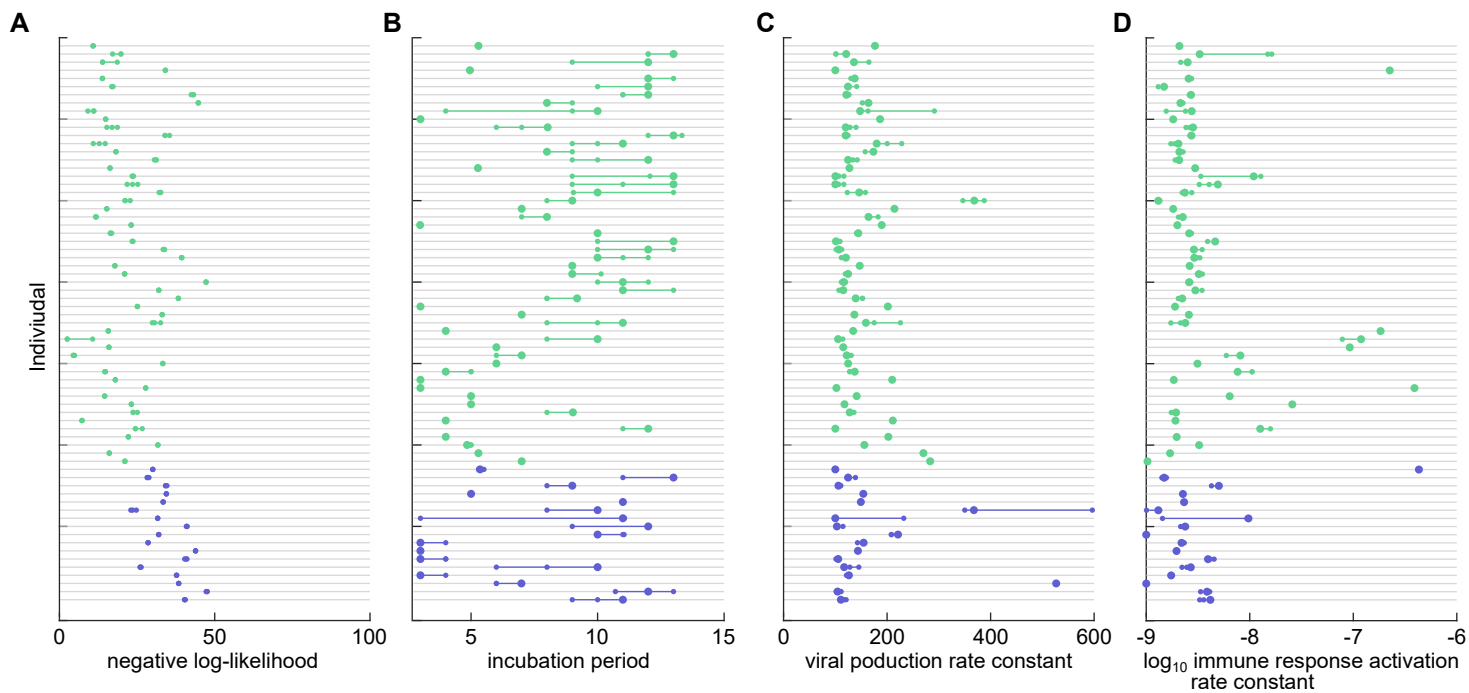 A
B
C
D
Indiviudal
0
50
100
5
10
15
0
200
400
600
-9
-8
-7
-6
negative log-likelihood
incubation period
viral poduction rate constant
log10 immune response activation
rate constant